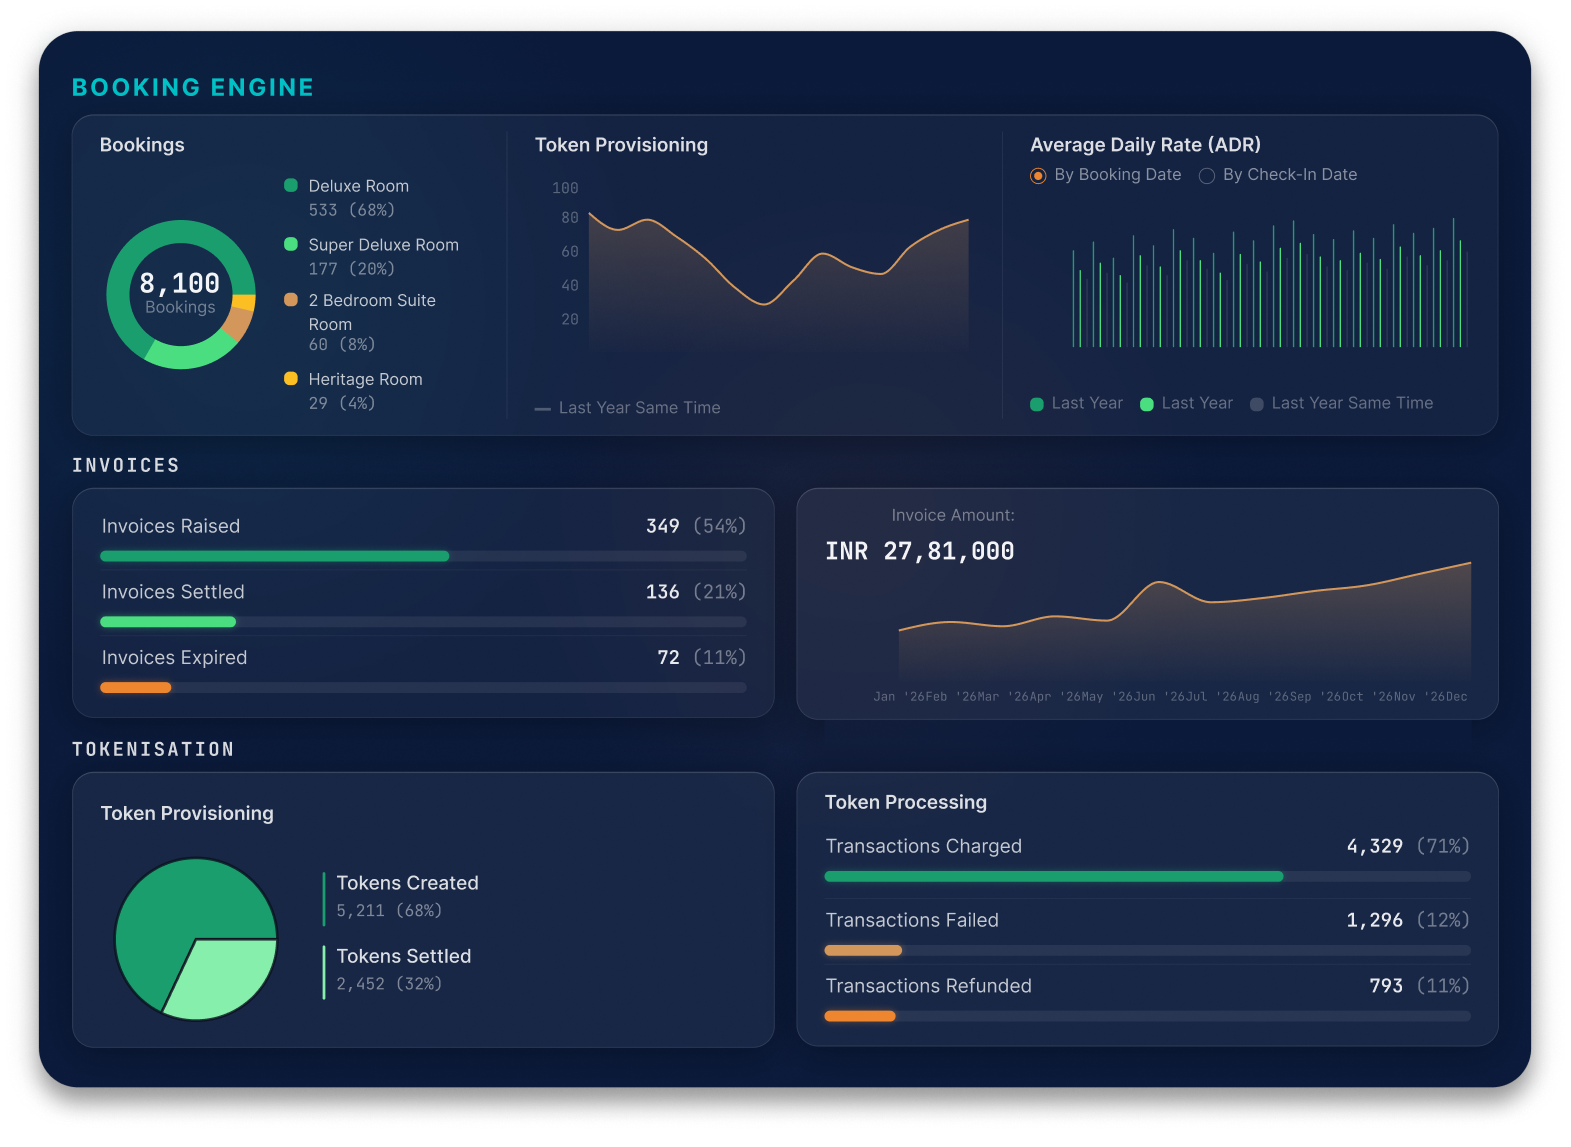 BOOKING ENGINE
Bookings
8,100
Bookings
Deluxe Room
533 (68%)
Super Deluxe Room
177 (20%)
2 Bedroom Suite
Room
60 (8%)
Heritage Room
29 (4%)
Token Provisioning
100
80
60
40
20
Last Year Same Time
Average Daily Rate (ADR)
By Booking Date By Check-In Date
Last Year Last Year Last Year Same Time
INVOICES
Invoices Raised 349 (54%)
Invoices Settled 136 (21%)
Invoices Expired 72 (11%)
Invoice Amount:
INR 27,81,000
Jan '26Feb '26Mar '26Apr '26May '26Jun '26Jul '26Aug '26Sep '26Oct '26Nov '26Dec
TOKENISATION
Token Provisioning
Tokens Created
5,211 (68%)
Tokens Settled
2,452 (32%)
Token Processing
Transactions Charged 4,329 (71%)
Transactions Failed 1,296 (12%)
Transactions Refunded 793 (11%)